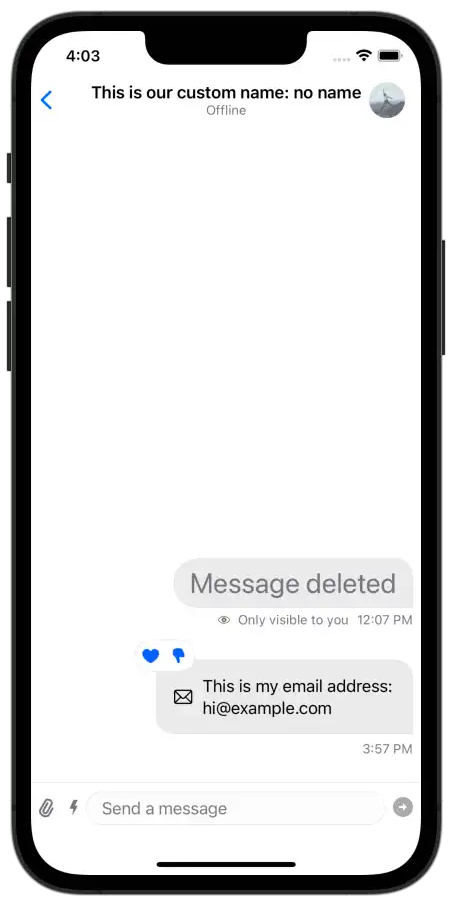 4:03
This is our custom name: no name
Offline
Message deleted
Only visible to you 12:07 PM
This is my email address:
hi@example.com
3:57 PM
Send a message